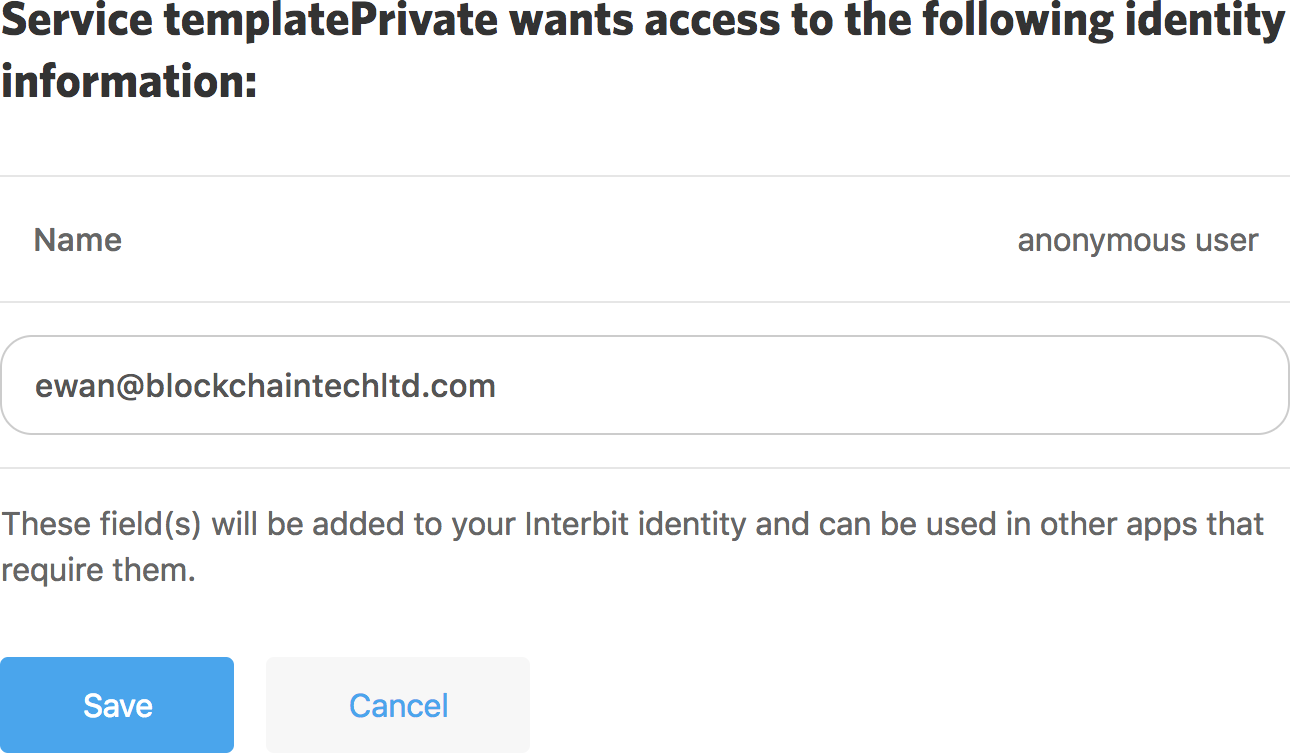 Service templatePrivate wants access to the following identity
information:
Name anonymous user
ewan@blockchaintechltd.com
These field(s) will be added to your Interbit identity and can be used in other apps that
require them.
Save Cancel